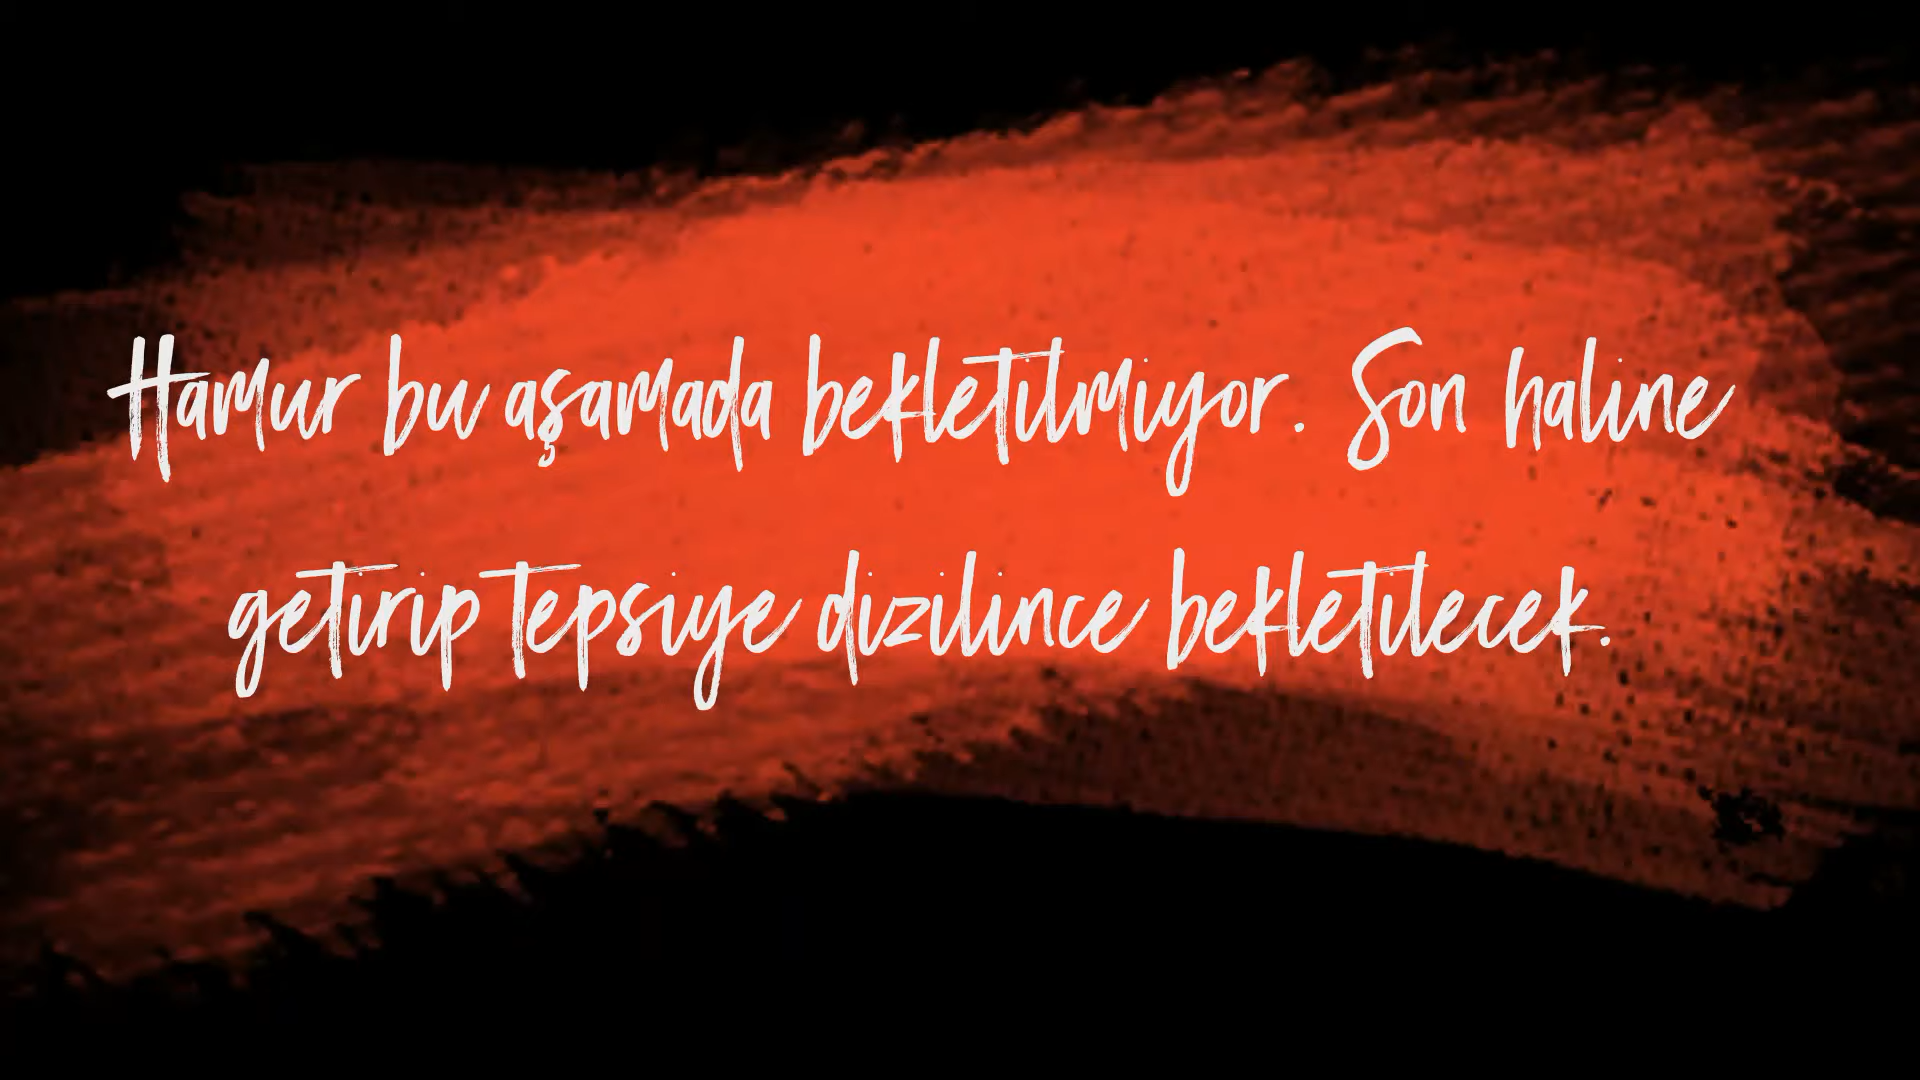 Hamur bu aşamada bekletilmiyor. Son haline
getirip tepsiye dizilince bekletilecek.